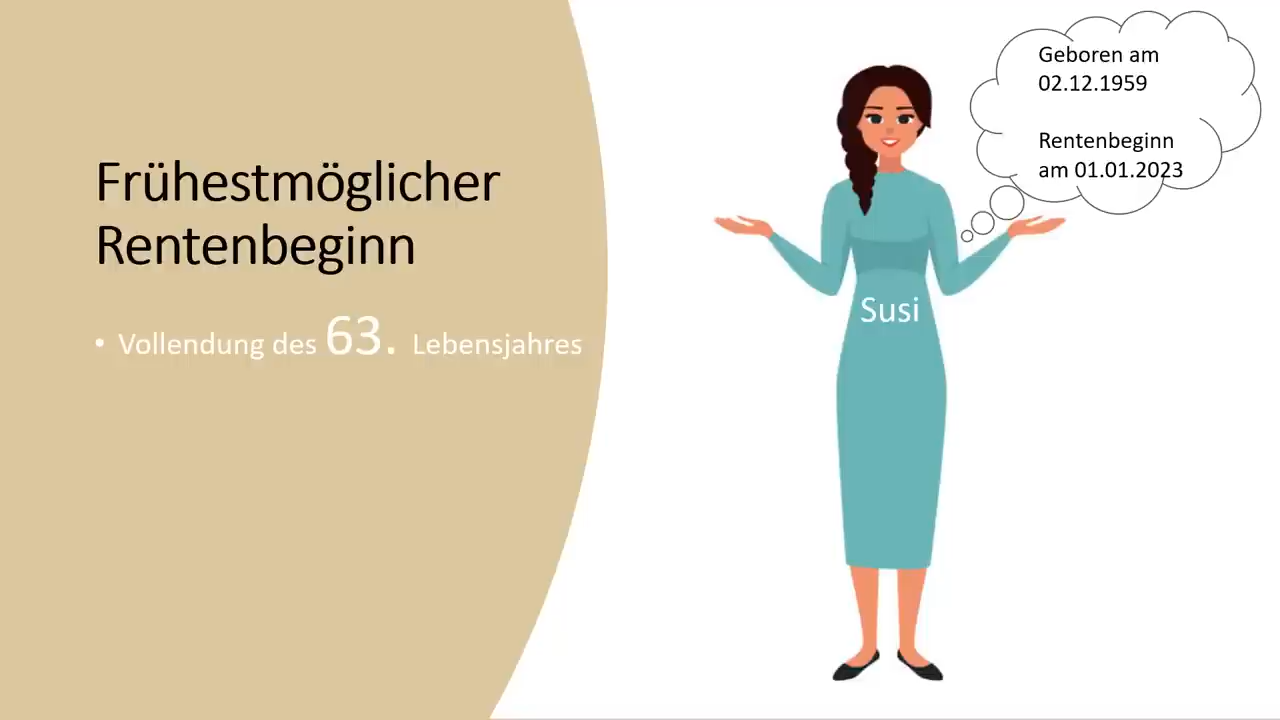 Frühestmöglicher
Rentenbeginn
• Vollendung des 63. Lebensjahres
Geboren am
02.12.1959
Rentenbeginn
am 01.01.2023
Susi